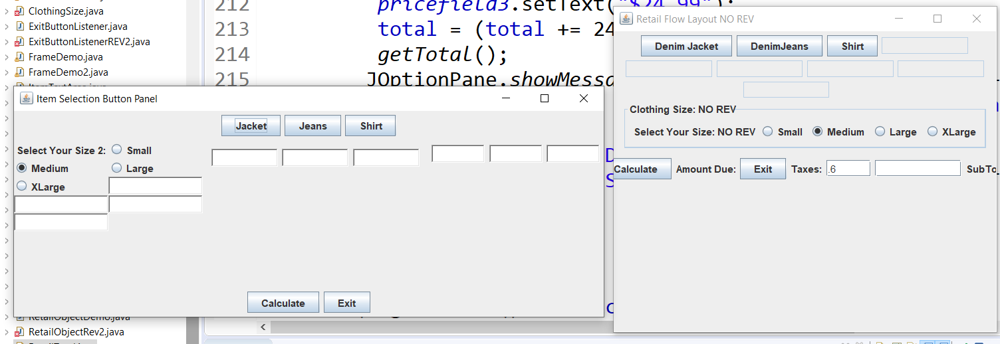 ClothingSize.java
ExitButtonListener.java
ExitButtonListenerREV2.java
FrameDemo.java
FrameDemo2.java
RetailObjectRev2.java
212 pricefield3.setText("$24.99");
213 total = (total += 24
214 getTotal();
215 JOptionPane.showMessa
Item Selection Button Panel
Jacket Jeans Shirt
Select Your Size 2: Small
Medium Large
XLarge
Calculate Exit
Retail Flow Layout NO REV
Denim Jacket DenimJeans Shirt
Clothing Size: NO REV
Select Your Size: NO REV Small Medium Large XLarge
Calculate Amount Due: Exit Taxes: .6 SubTo